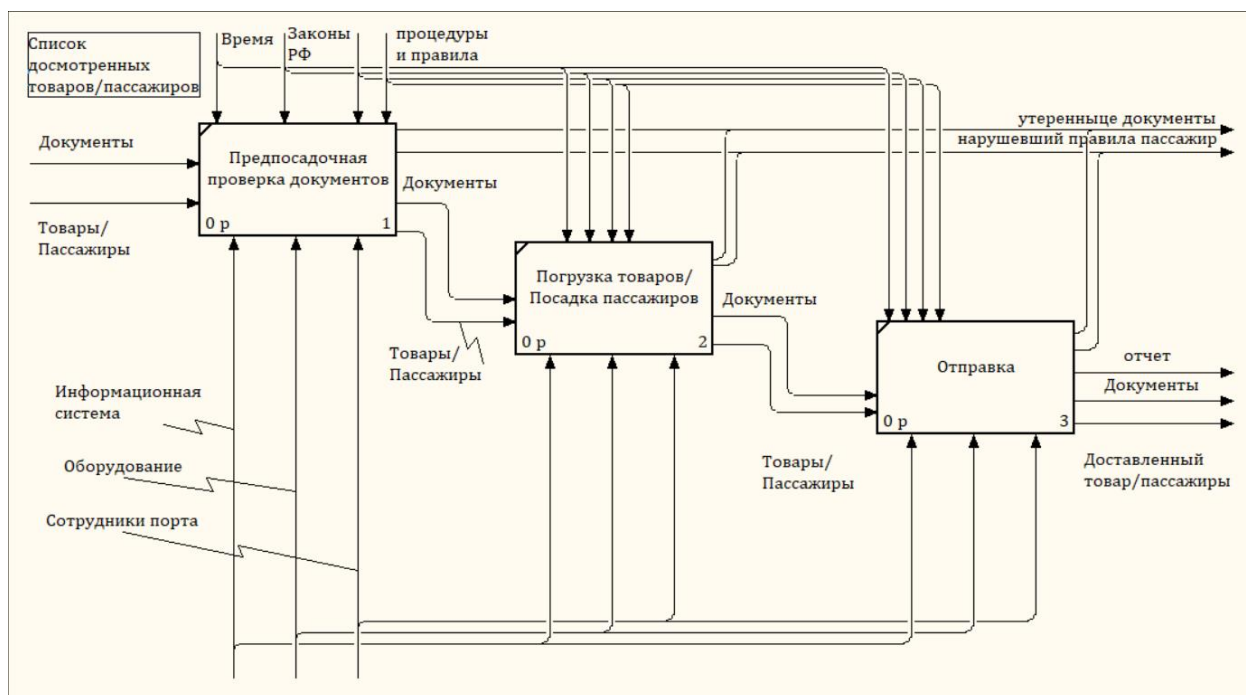 Список
досмотренных
товаров/пассажиров
Время
Законы
РФ
процедуры
и правила
Документы
Товары/
Пассажиры
Предпосадочная
проверка документов
0 р
1
утеренныце документы
нарушевший правила пассажир
Документы
Товары/
Пассажиры
Погрузка товаров/
Посадка пассажиров
0 р
2
Документы
Товары/
Пассажиры
Отправка
0 р
3
отчет
Документы
Доставленный
товар/пассажиры
Информационная
система
Оборудование
Сотрудники порта